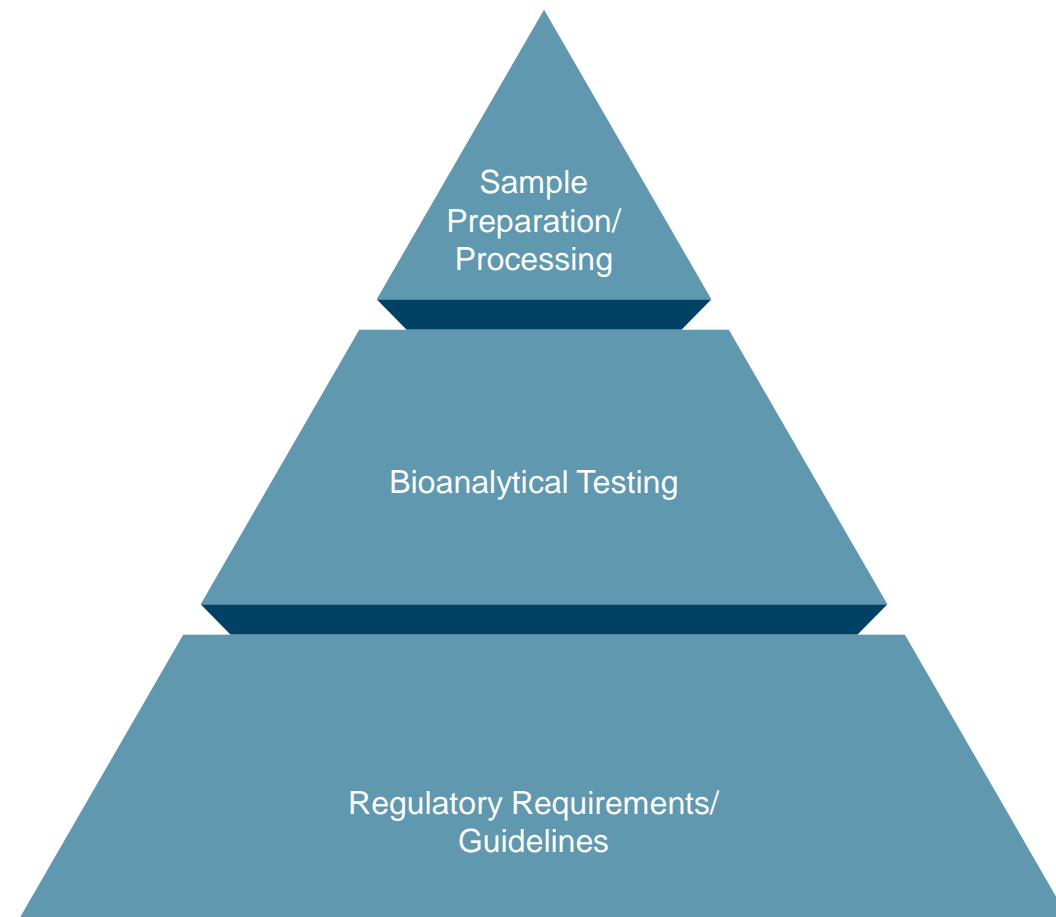 Sample
Preparation/
Processing
Bioanalytical Testing
Regulatory Requirements/
Guidelines